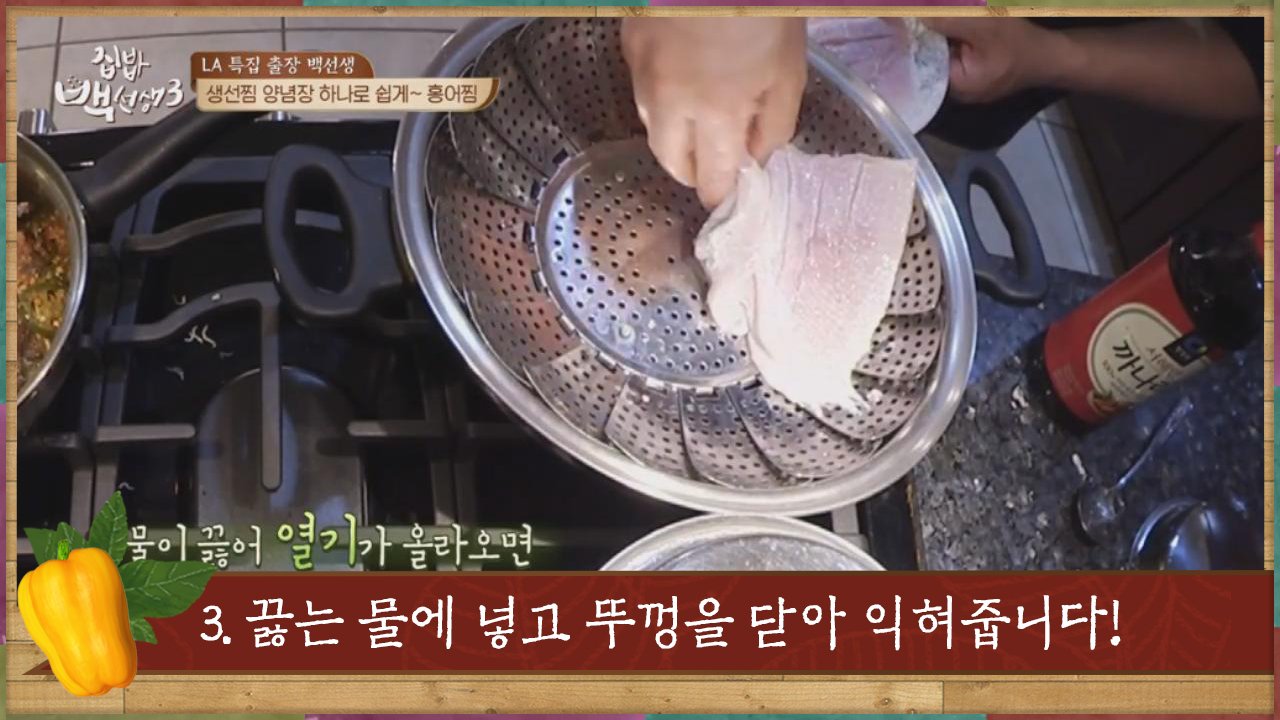 집밥
백선생3
LA 특집 출장 백선생
생선찜 양념장 하나로 쉽게~ 홍어찜
까나
물이 끓어 열기가 올라오면
3. 끓는 물에 넣고 뚜껑을 닫아 익혀줍니다!